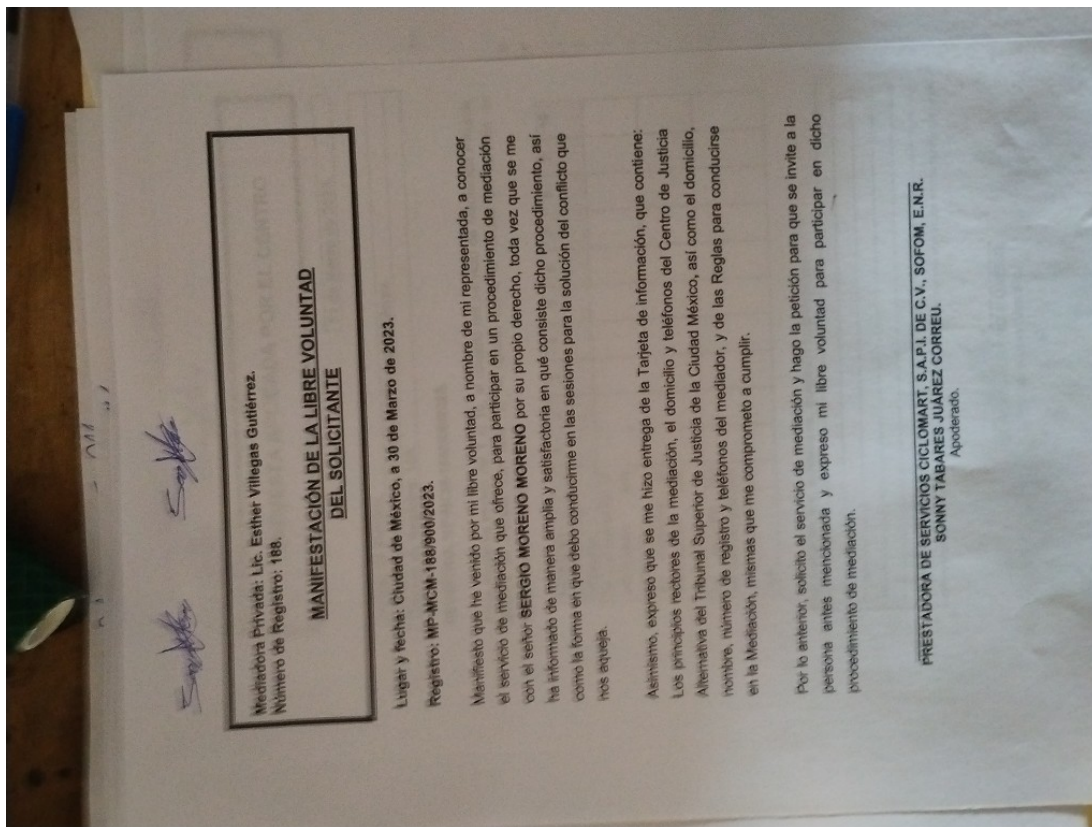 Mediadora Privada: Lic. Esther Villegas Gutiérrez.
Número de Registro: 188.
MANIFESTACIÓN DE LA LIBRE VOLUNTAD
DEL SOLICITANTE
Lugar y fecha: Ciudad de México, a 30 de Marzo de 2023.
Registro: MP-MCM-188/900/2023.
Manifiesto que he venido por mi libre voluntad, a nombre de mi representada, a conocer
el servicio de mediación que ofrece, para participar en un procedimiento de mediación
con el señor SERGIO MORENO MORENO por su propio derecho, toda vez que se me
ha informado de manera amplia y satisfactoria en qué consiste dicho procedimiento, así
como la forma en que debo conducirme en las sesiones para la solución del conflicto que
nos aqueja.
Asimismo, expreso que se me hizo entrega de la Tarjeta de información, que contiene:
Los principios rectores de la mediación, el domicilio y teléfonos del Centro de Justicia
Alternativa del Tribunal Superior de Justicia de la Ciudad México, así como el domicilio,
nombre, número de registro y teléfonos del mediador, y de las Reglas para conducirse
en la Mediación, mismas que me comprometo a cumplir.
Por lo anterior, solicito el servicio de mediación y hago la petición para que se invite a la
persona antes mencionada y expreso mi libre voluntad para participar en dicho
procedimiento de mediación.
PRESTADORA DE SERVICIOS CICLOMART, S.A.P.I. DE C.V., SOFOM, E.N.R.
SONNY TABARES JUÁREZ CORREU.
Apoderado.